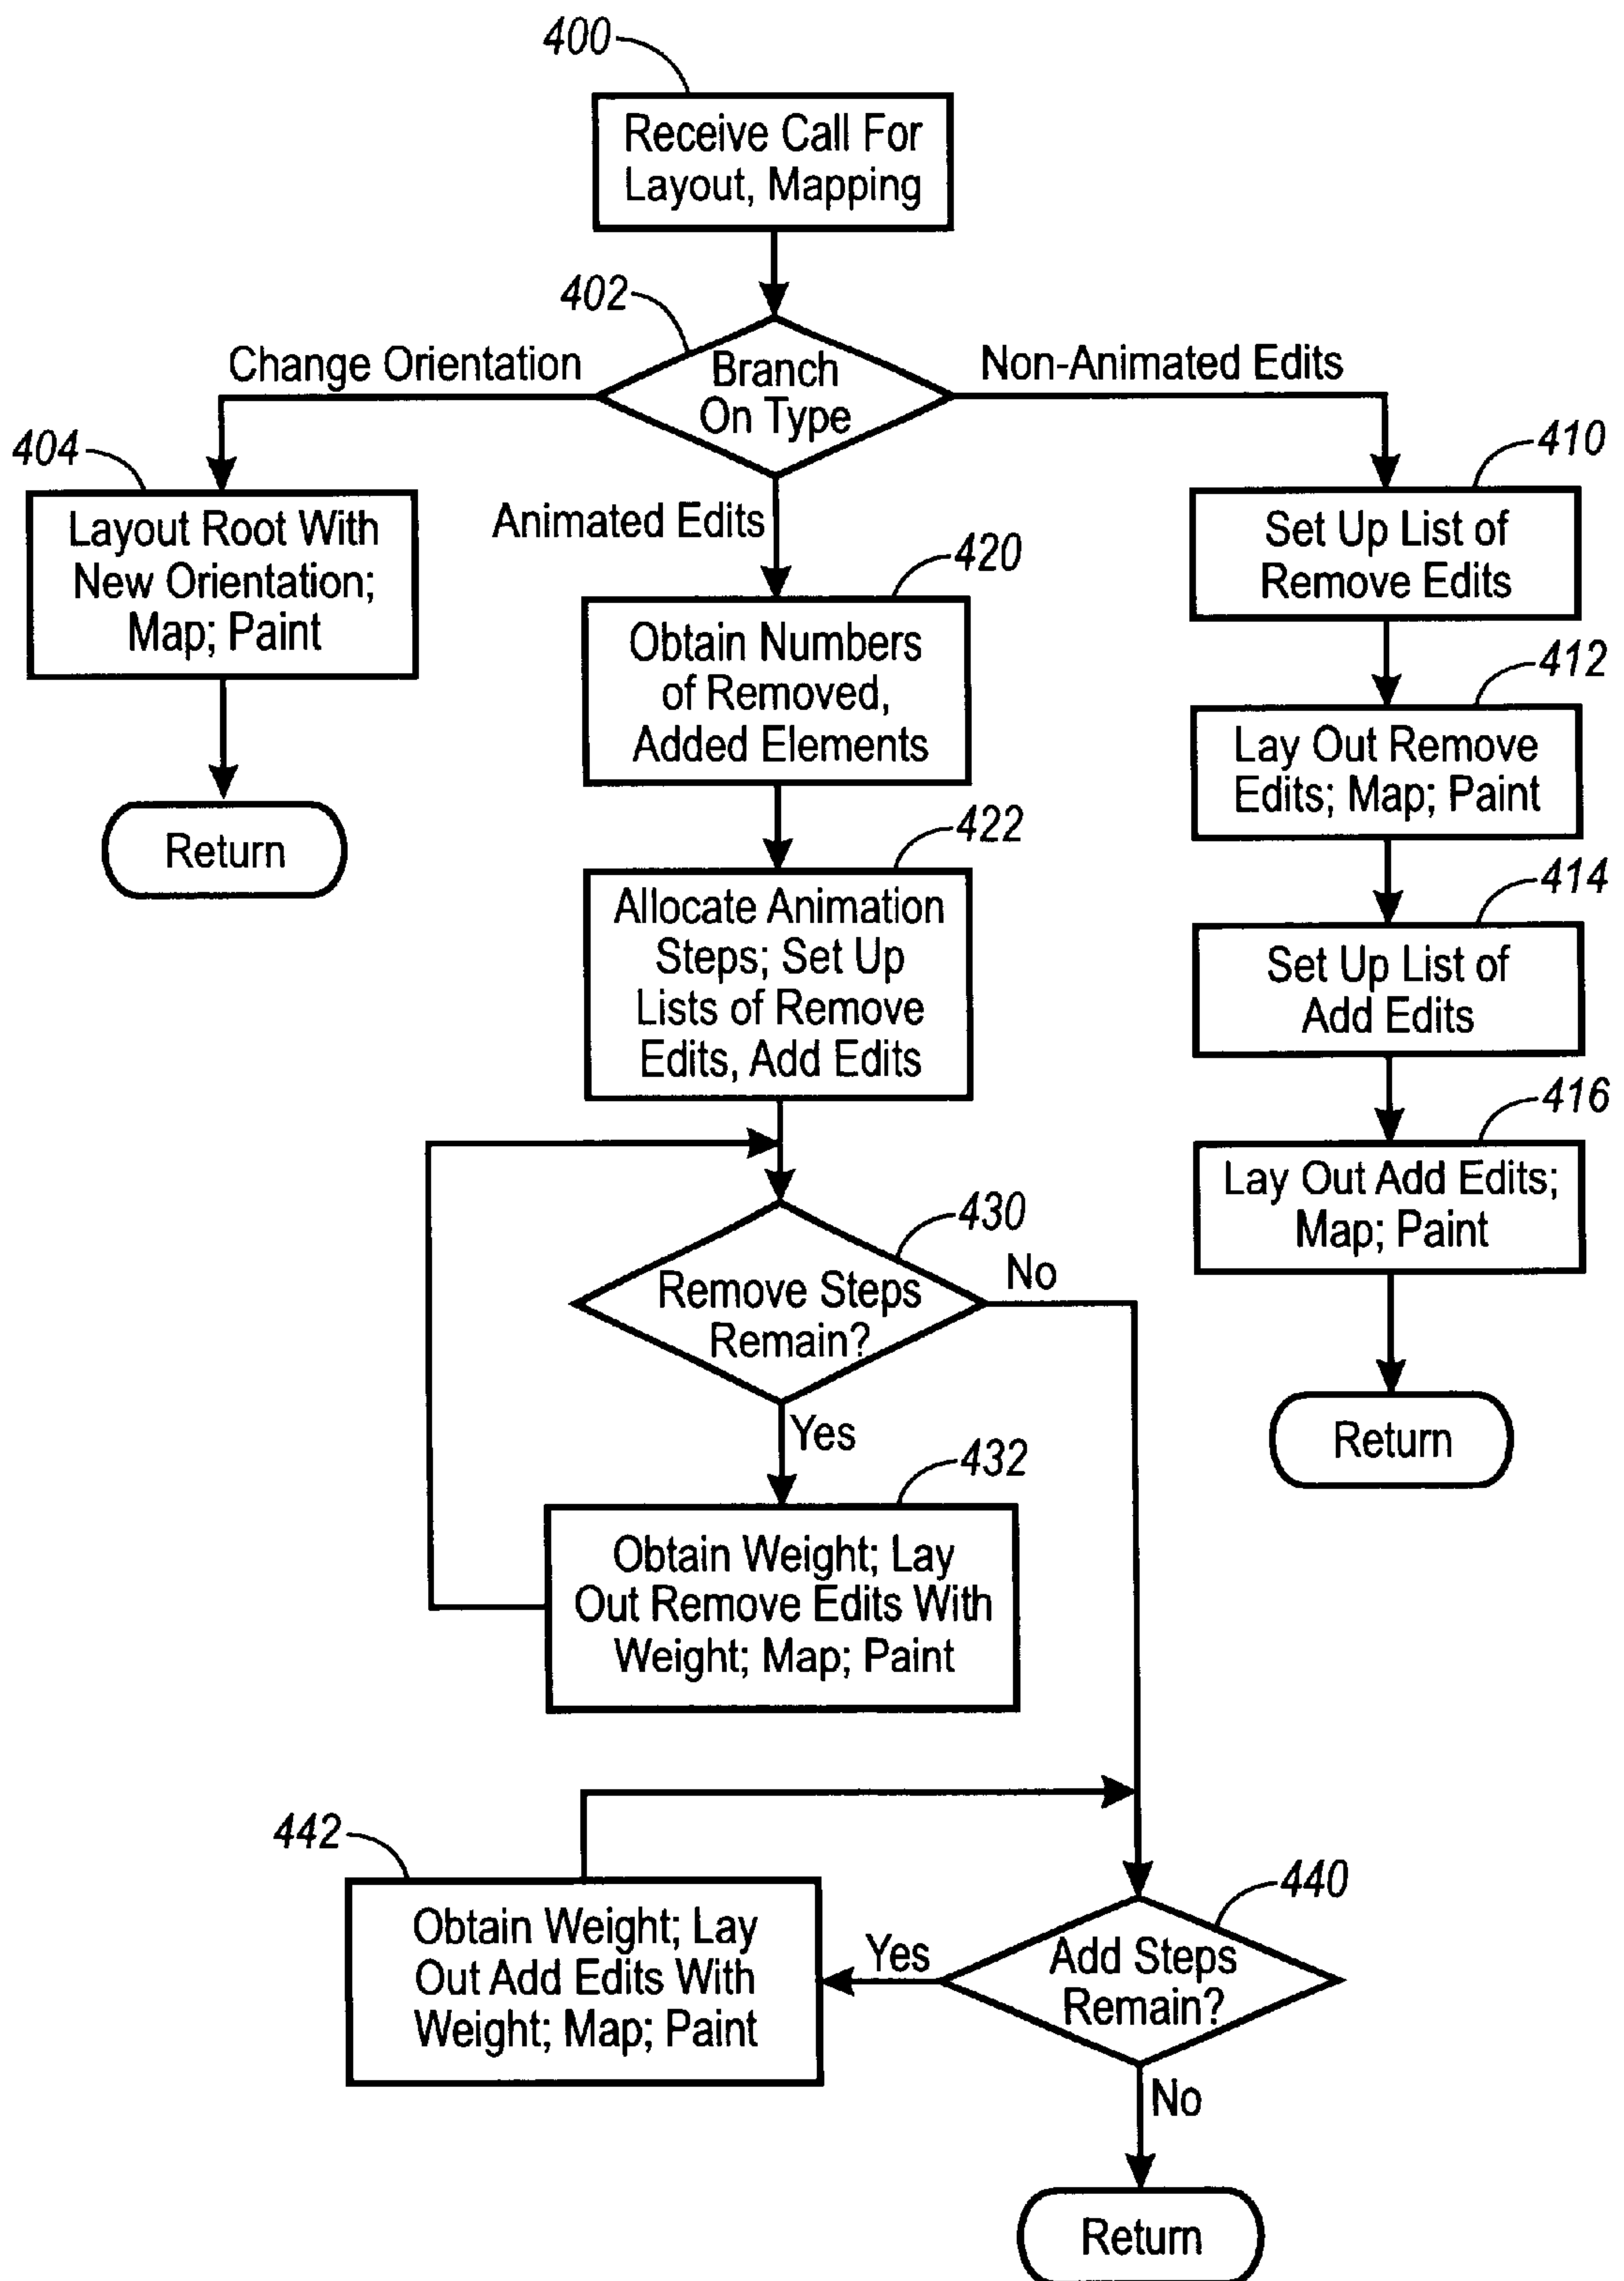 400
Receive Call For
Layout, Mapping
402
Branch
On Type
Change Orientation
Non-Animated Edits
Animated Edits
404
Layout Root With
New Orientation;
Map; Paint
Return
410
Set Up List of
Remove Edits
412
Lay Out Remove
Edits; Map; Paint
414
Set Up List of
Add Edits
416
Lay Out Add Edits;
Map; Paint
Return
420
Obtain Numbers
of Removed,
Added Elements
422
Allocate Animation
Steps; Set Up
Lists of Remove
Edits, Add Edits
430
Remove Steps
Remain?
No
Yes
432
Obtain Weight; Lay
Out Remove Edits With
Weight; Map; Paint
440
Add Steps
Remain?
Yes
442
Obtain Weight; Lay
Out Add Edits With
Weight; Map; Paint
No
Return